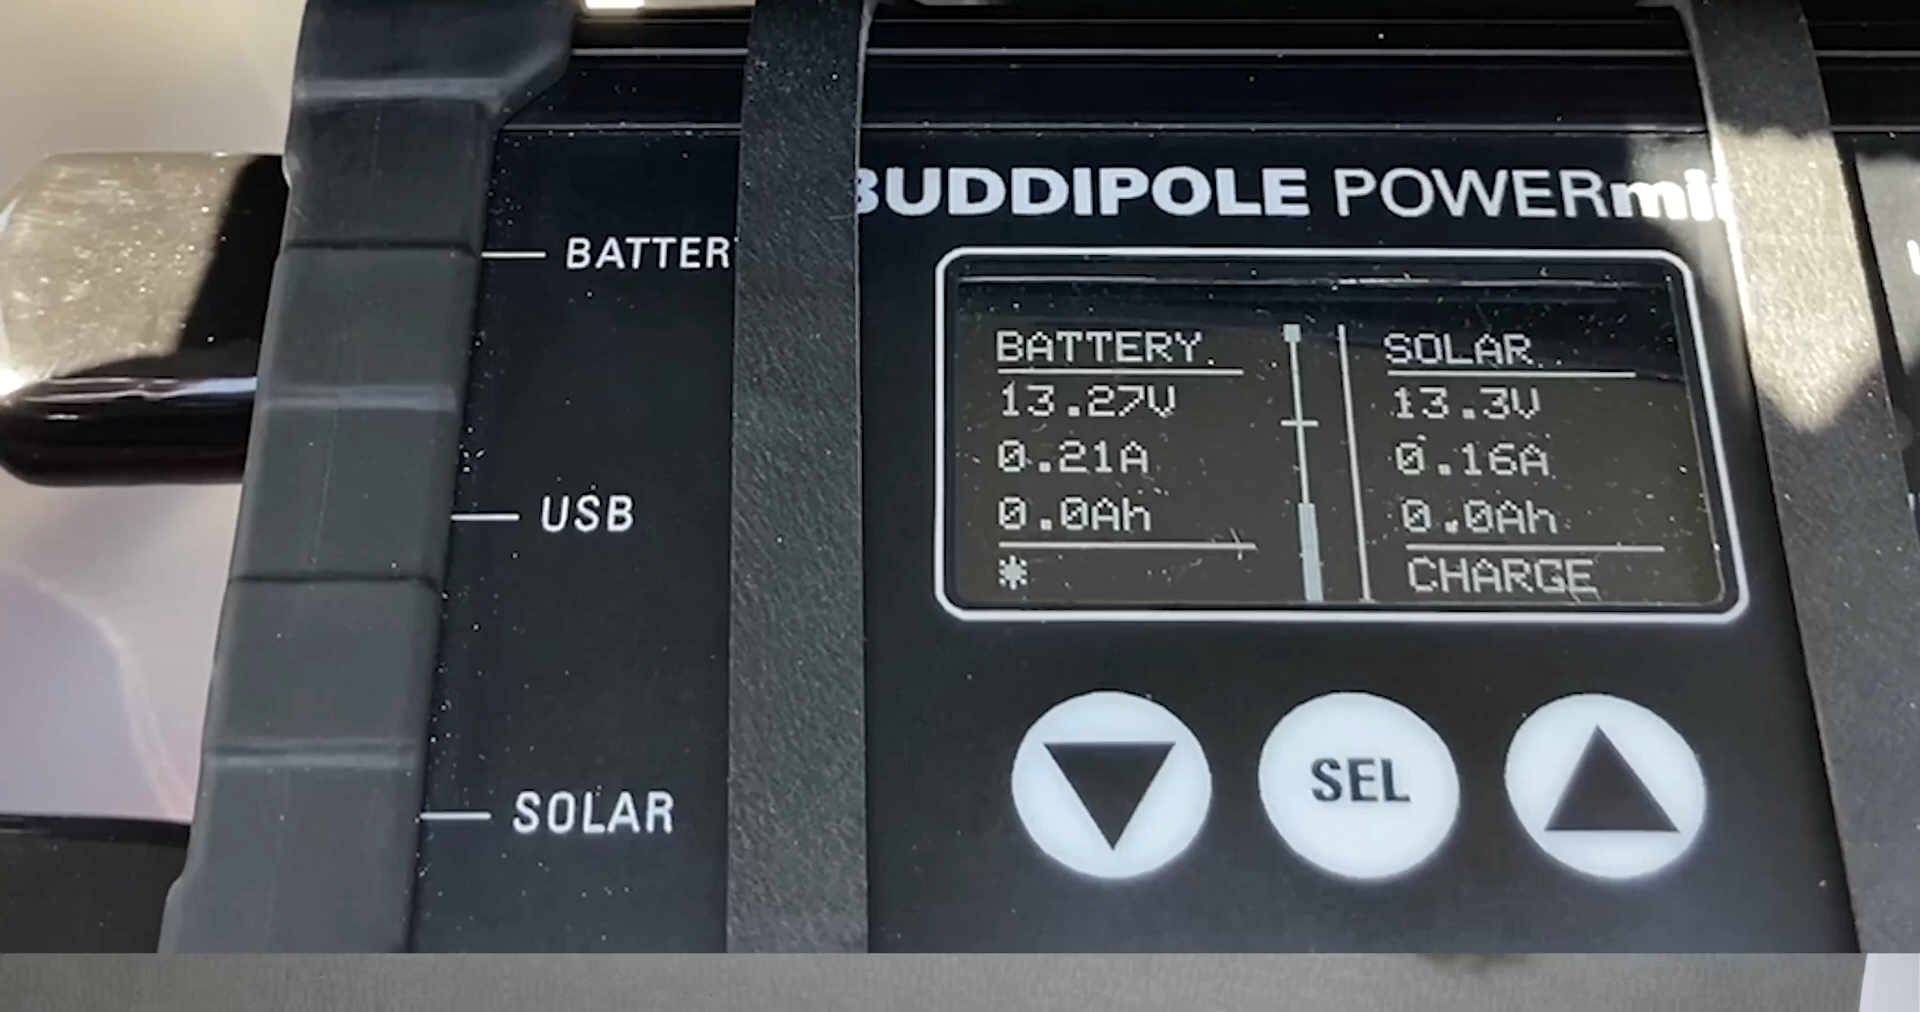 BUDDIPOLE POWERmi
BATTER
USB
SOLAR
BATTERY
13.27V
0.21A
0.0Ah
*
SOLAR
13.3V
0.16A
0.0Ah
CHARGE
SEL